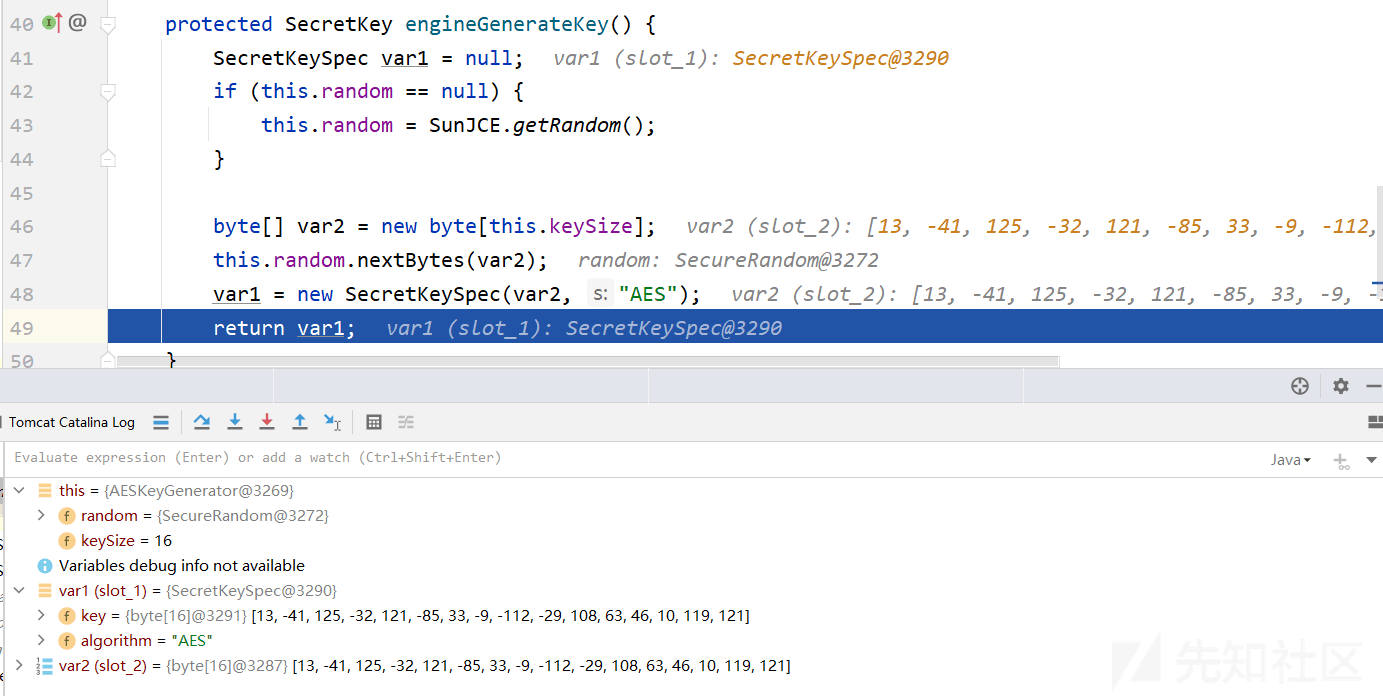 40 @ protected SecretKey engineGenerateKey() {
41 SecretKeySpec var1 = null; var1 (slot_1): SecretKeySpec@3290
42 if (this.random == null) {
43 this.random = SunJCE.getRandom();
44 }
45
46 byte[] var2 = new byte[this.keySize]; var2 (slot_2): [13, -41, 125, -32, 121, -85, 33, -9, -112,
47 this.random.nextBytes(var2); random: SecureRandom@3272
48 var1 = new SecretKeySpec(var2, s: "AES"); var2 (slot_2): [13, -41, 125, -32, 121, -85, 33, -9,
49 return var1; var1 (slot_1): SecretKeySpec@3290
50 }
Tomcat Catalina Log
Evaluate expression (Enter) or add a watch (Ctrl+Shift+Enter)
Java
this = {AESKeyGenerator@3269}
f random = {SecureRandom@3272}
f keySize = 16
Variables debug info not available
var1 (slot_1) = {SecretKeySpec@3290}
f key = {byte[16]@3291} [13, -41, 125, -32, 121, -85, 33, -9, -112, -29, 108, 63, 46, 10, 119, 121]
f algorithm = "AES"
var2 (slot_2) = {byte[16]@3287} [13, -41, 125, -32, 121, -85, 33, -9, -112, -29, 108, 63, 46, 10, 119, 121]
先知社区